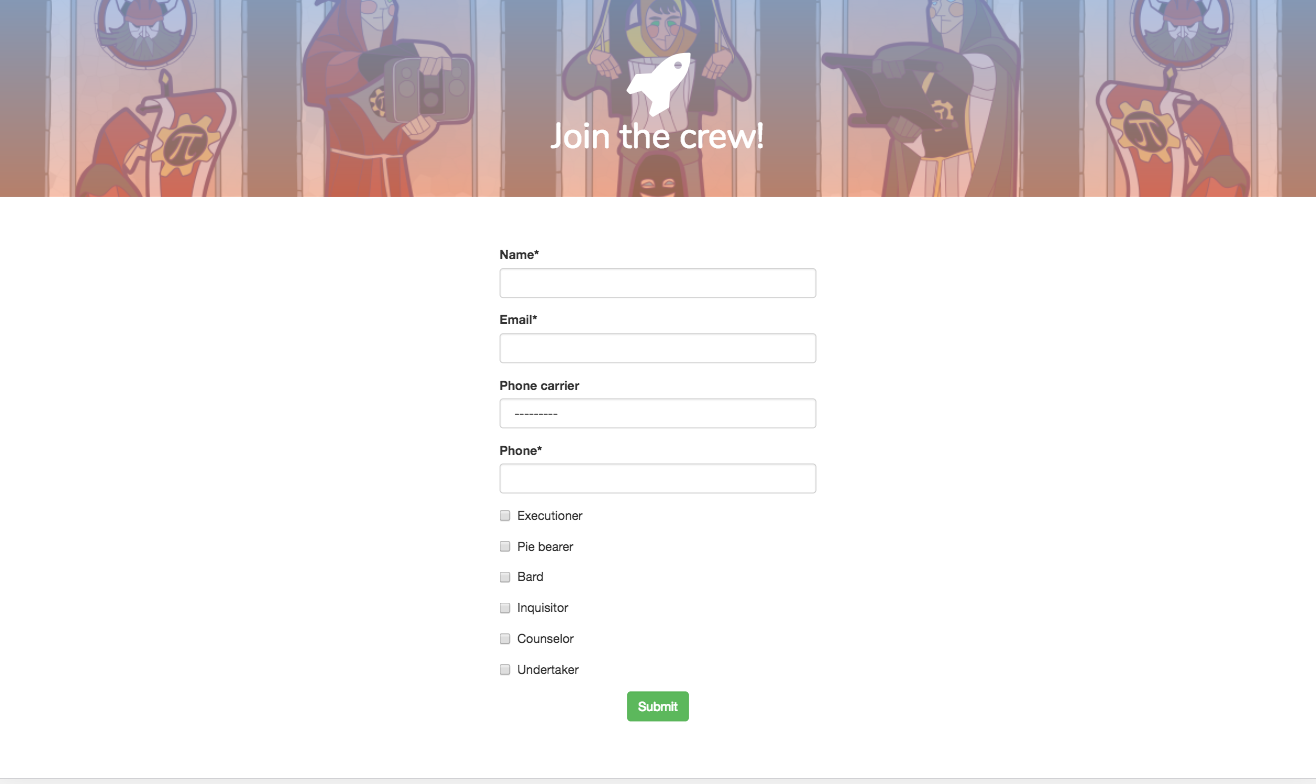 π
π
Join the crew!
Name*
Email*
Phone carrier
---------
Phone*
Executioner
Pie bearer
Bard
Inquisitor
Counselor
Undertaker
Submit